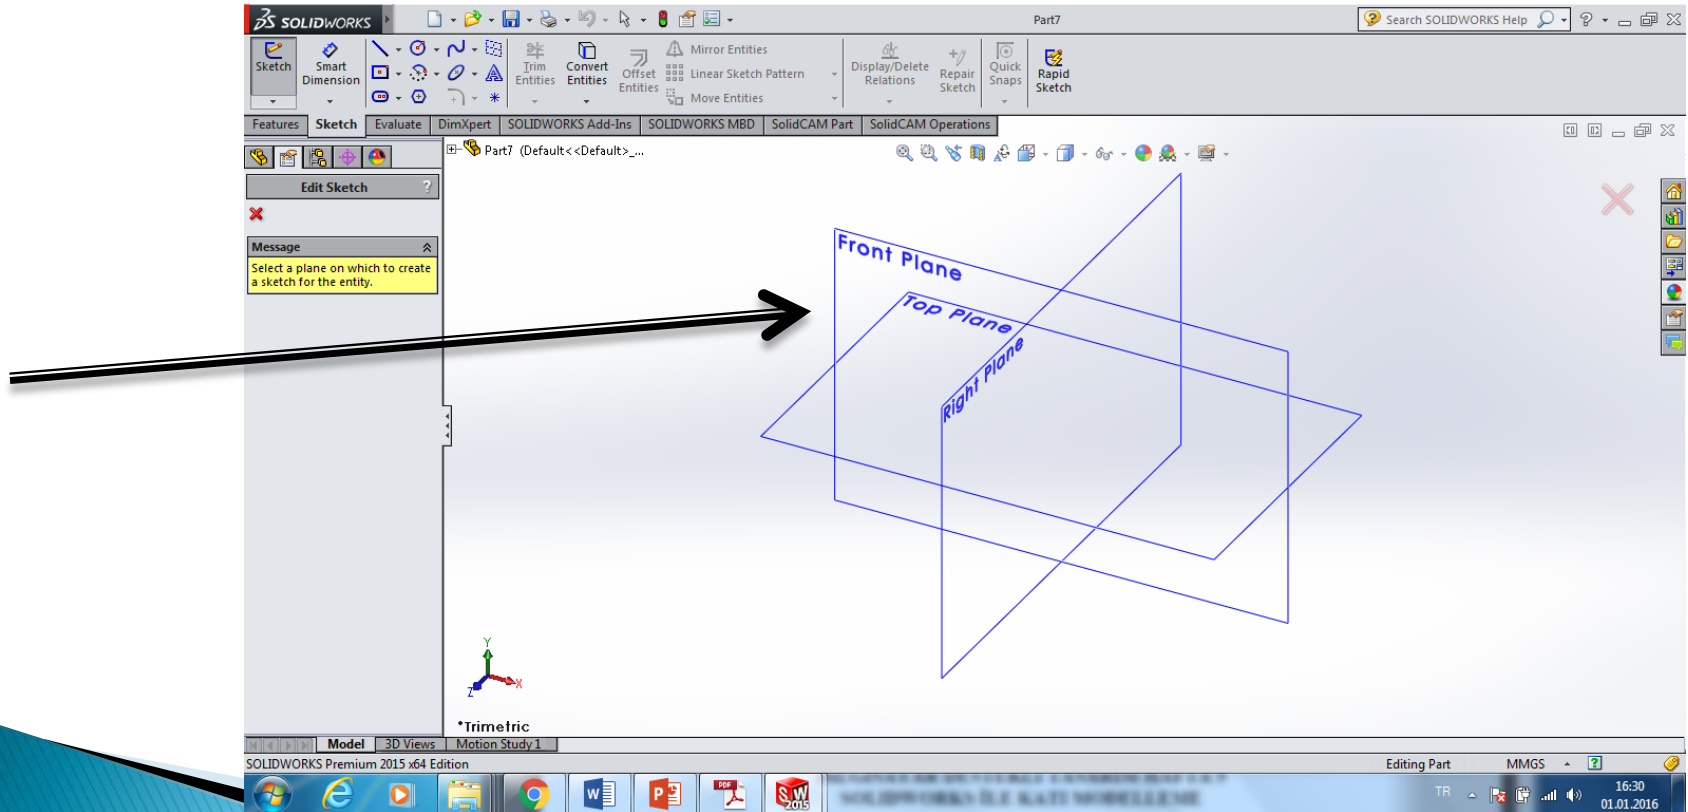 SOLIDWORKS
Part7
Search SOLIDWORKS Help
Sketch
Smart Dimension
Trim Entities
Convert Entities
Offset Entities
Mirror Entities
Linear Sketch Pattern
Move Entities
Display/Delete Relations
Repair Sketch
Quick Snaps
Rapid Sketch
Features Sketch Evaluate DimXpert SOLIDWORKS Add-Ins SOLIDWORKS MBD SolidCAM Part SolidCAM Operations
Part7 (Default<<Default>_...
Edit Sketch ?
Message
Select a plane on which to create
a sketch for the entity.
Front Plane
Top Plane
Right Plane
Y
X
Z
*Trimetric
Model 3D Views Motion Study 1
SOLIDWORKS Premium 2015 x64 Edition
Editing Part MMGS
SOLIDWORKS İLE KATI MODELLEME
TR
16:30
01.01.2016